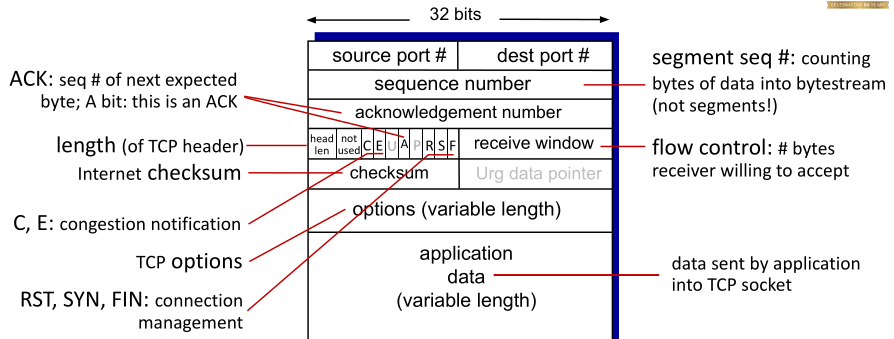 CELEBRATING 60 YEARS
32 bits
source port #
dest port #
sequence number
acknowledgement number
head
len
not
used
C
E
U
A
P
R
S
F
receive window
checksum
Urg data pointer
options (variable length)
application
data
(variable length)
ACK: seq # of next expected
byte; A bit: this is an ACK
length (of TCP header)
Internet checksum
C, E: congestion notification
TCP options
RST, SYN, FIN: connection
management
segment seq #: counting
bytes of data into bytestream
(not segments!)
flow control: # bytes
receiver willing to accept
data sent by application
into TCP socket